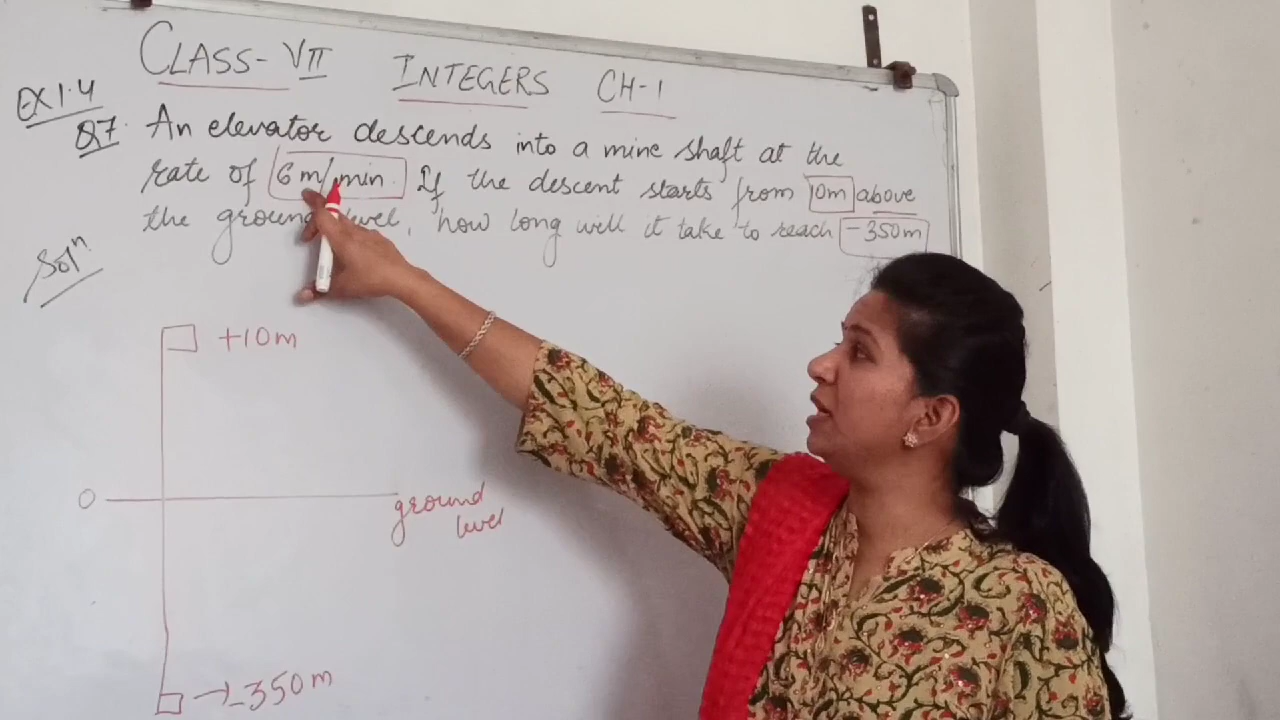 CLASS-VII INTEGERS CH-1
EX 1.4
Q7. An elevator descends into a mine shaft at the
rate of 6m/min. If the descent starts from 10m above
the ground level, how long will it take to reach -350m
Solⁿ
+10m
0
ground
level
→-350m